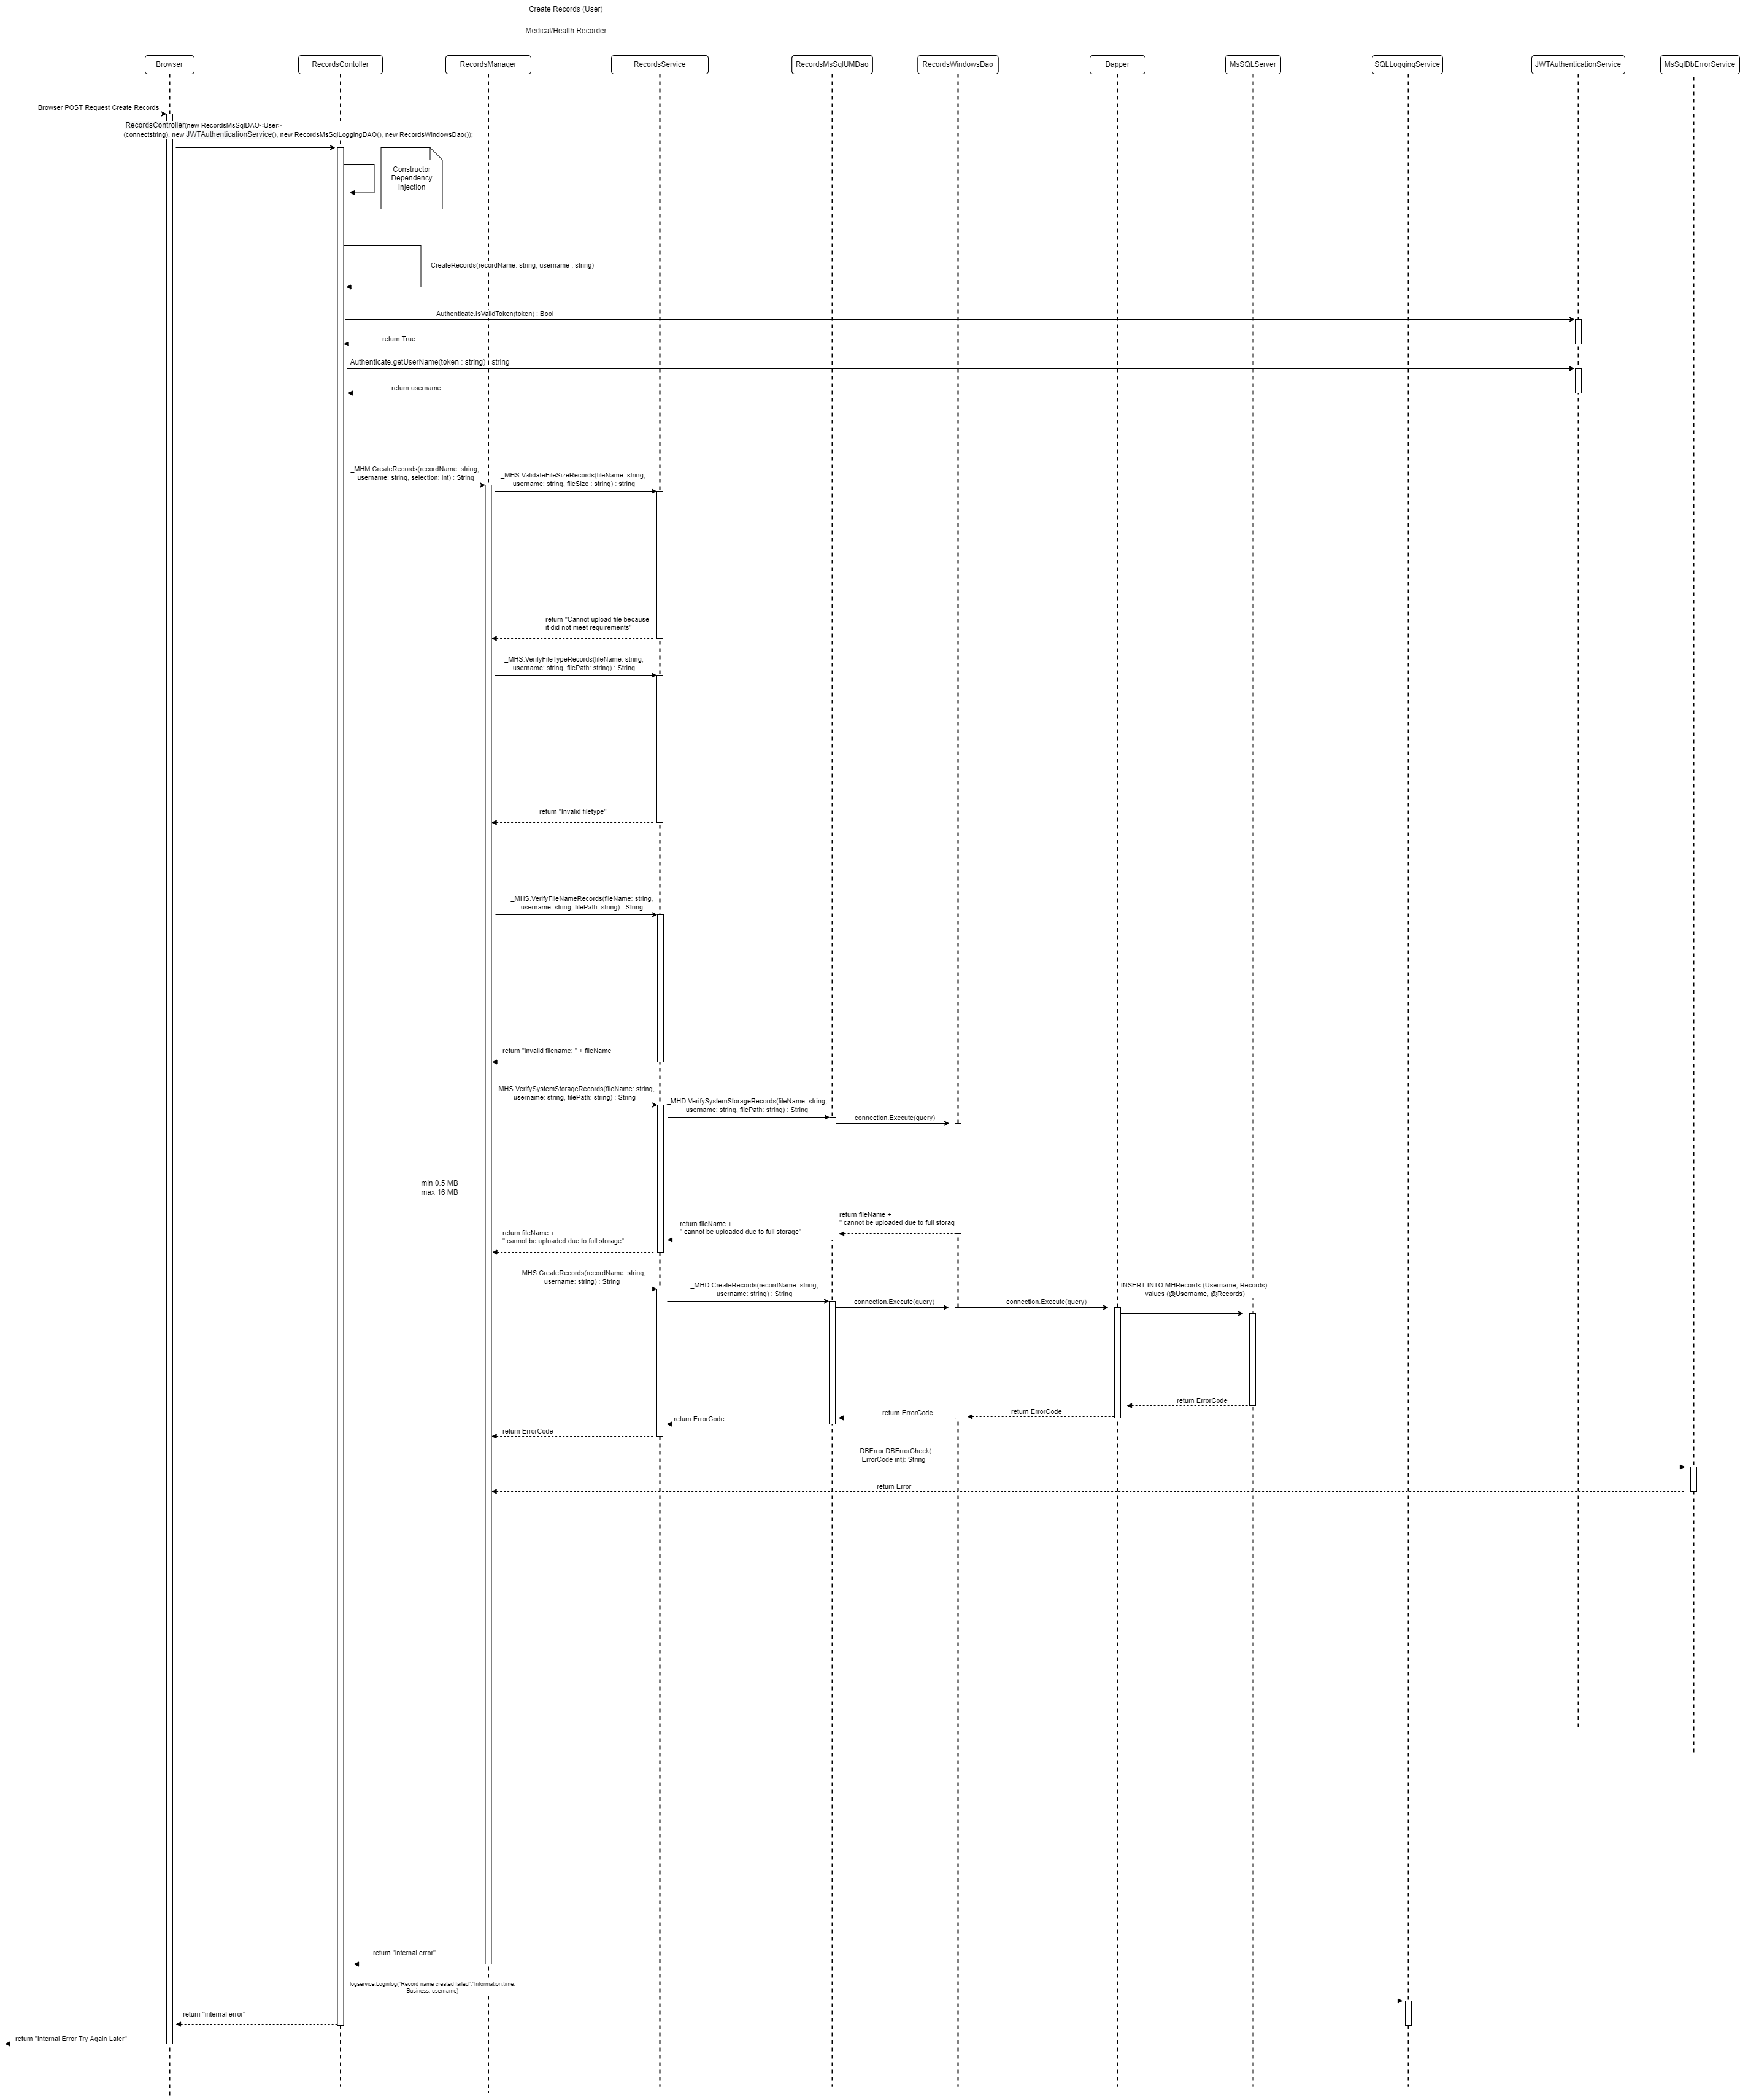 Create Records (User)
Medical/Health Recorder
Browser
RecordsContoller
RecordsManager
RecordsService
RecordsMsSqlUMDao
RecordsWindowsDao
Dapper
MsSQLServer
SQLLoggingService
JWTAuthenticationService
MsSqlDbErrorService
Browser POST Request Create Records
RecordsController(new RecordsMsSqlDAO<User>
(connectstring), new JWTAuthenticationService(), new RecordsMsSqlLoggingDAO(), new RecordsWindowsDao());
Constructor
Dependency
Injection
CreateRecords(recordName: string, username : string)
Authenticate.IsValidToken(token) : Bool
return True
Authenticate.getUserName(token : string) : string
return username
_MHM.CreateRecords(recordName: string,
username: string, selection: int) : String
_MHS.ValidateFileSizeRecords(fileName: string,
username: string, fileSize : string) : string
return "Cannot upload file because
it did not meet requirements"
_MHS.VerifyFileTypeRecords(fileName: string,
username: string, filePath: string) : String
return "Invalid filetype"
_MHS.VerifyFileNameRecords(fileName: string,
username: string, filePath: string) : String
return "invalid filename: " + fileName
_MHS.VerifySystemStorageRecords(fileName: string,
username: string, filePath: string) : String
_MHD.VerifySystemStorageRecords(fileName: string,
username: string, filePath: string) : String
connection.Execute(query)
min 0.5 MB
max 16 MB
return fileName +
" cannot be uploaded due to full storag
return fileName +
" cannot be uploaded due to full storage"
return fileName +
" cannot be uploaded due to full storage"
_MHS.CreateRecords(recordName: string,
username: string) : String
_MHD.CreateRecords(recordName: string,
username: string) : String
connection.Execute(query)
connection.Execute(query)
INSERT INTO MHRecords (Username, Records)
values (@Username, @Records)
return ErrorCode
return ErrorCode
return ErrorCode
return ErrorCode
return ErrorCode
_DBError.DBErrorCheck(
ErrorCode int): String
return Error
return "internal error"
logservice.Loginlog("Record name created failed","Information,time,
Business, username)
return "internal error"
return "Internal Error Try Again Later"